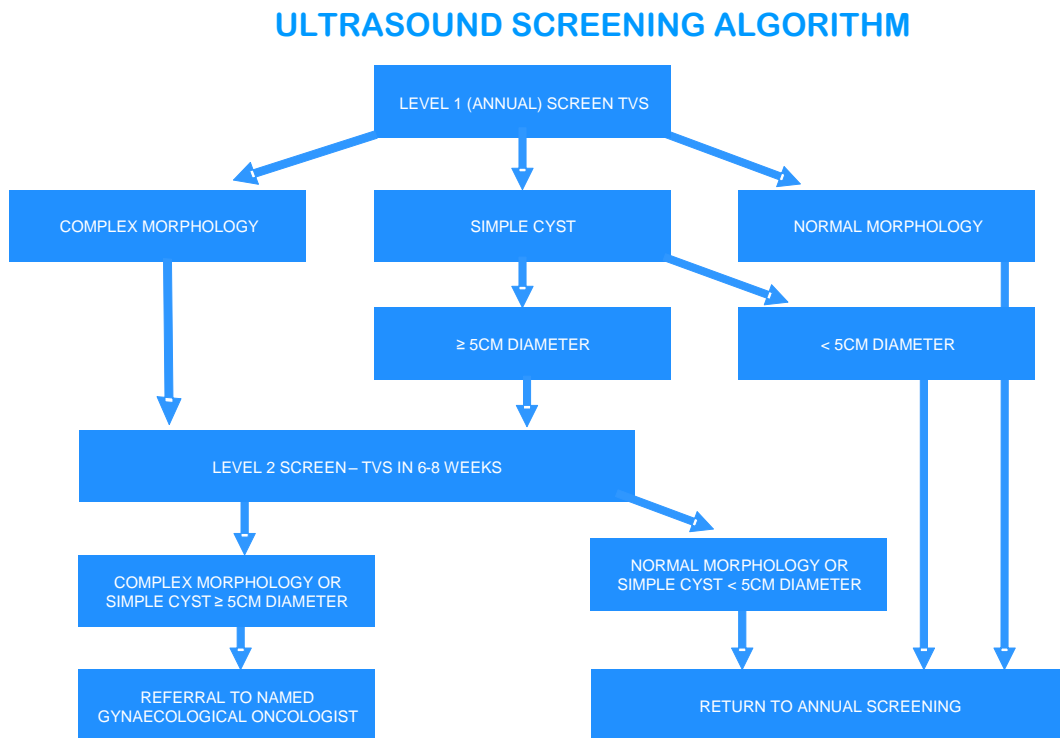 ULTRASOUND SCREENING ALGORITHM
LEVEL 1 (ANNUAL) SCREEN TVS
COMPLEX MORPHOLOGY
SIMPLE CYST
NORMAL MORPHOLOGY
≥ 5CM DIAMETER
< 5CM DIAMETER
LEVEL 2 SCREEN – TVS IN 6-8 WEEKS
COMPLEX MORPHOLOGY OR
SIMPLE CYST ≥ 5CM DIAMETER
NORMAL MORPHOLOGY OR
SIMPLE CYST < 5CM DIAMETER
REFERRAL TO NAMED
GYNAECOLOGICAL ONCOLOGIST
RETURN TO ANNUAL SCREENING